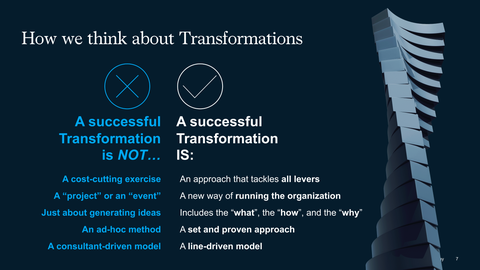 How we think about Transformations
A successful
Transformation
is NOT…
A successful
Transformation
IS:
A cost-cutting exercise
An approach that tackles all levers
A “project” or an “event”
A new way of running the organization
Just about generating ideas
Includes the “what”, the “how”, and the “why”
An ad-hoc method
A set and proven approach
A consultant-driven model
A line-driven model
7